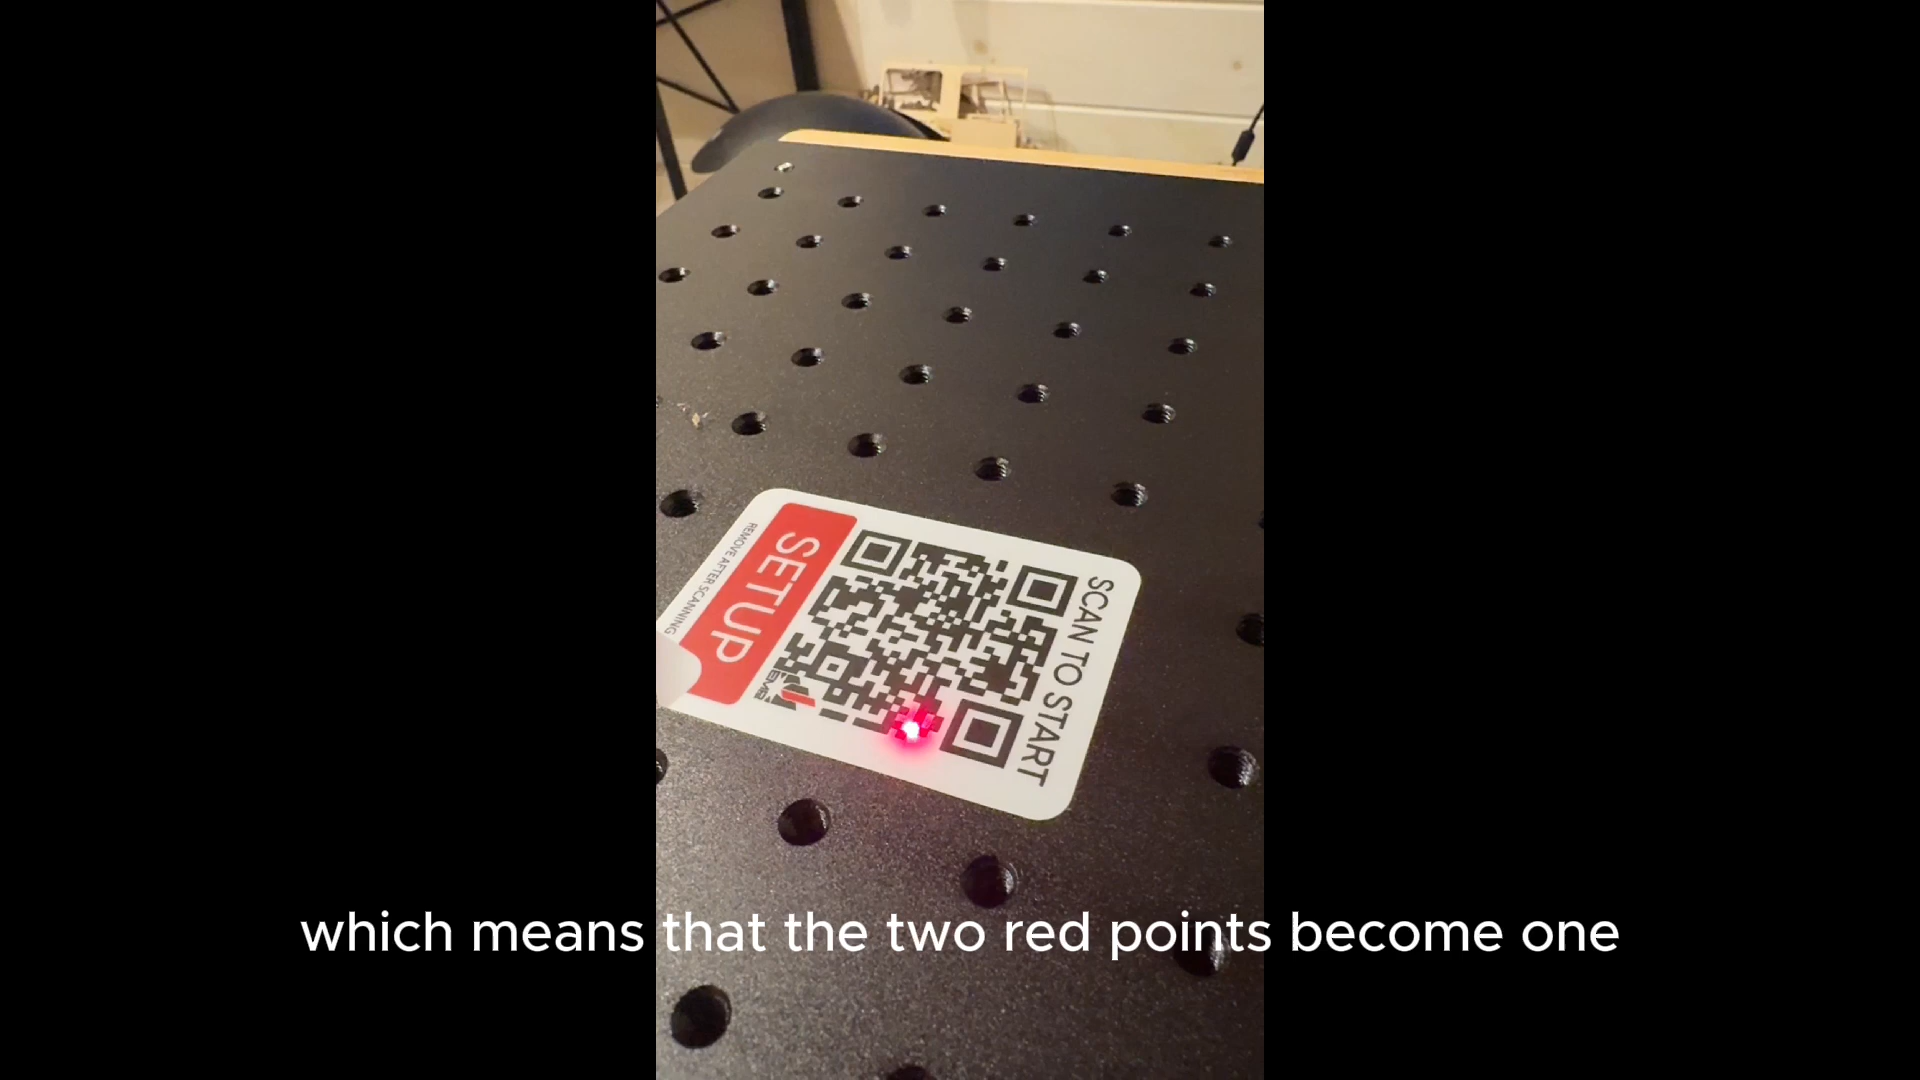 REMOVE AFTER SCANNING
SETUP
SCAN TO START
which means that the two red points become one